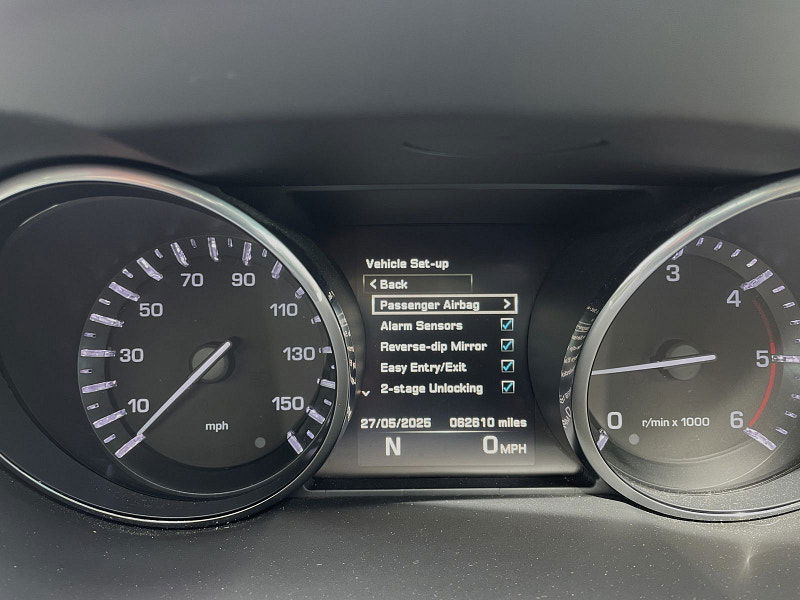 Vehicle Set-up
Back
Passenger Airbag
Alarm Sensors
Reverse-dip Mirror
Easy Entry/Exit
2-stage Unlocking
27/05/2025 062610 miles
N 0 MPH
10
30
50
70
90
110
130
150
mph
0
3
4
5
6
r/min x 1000